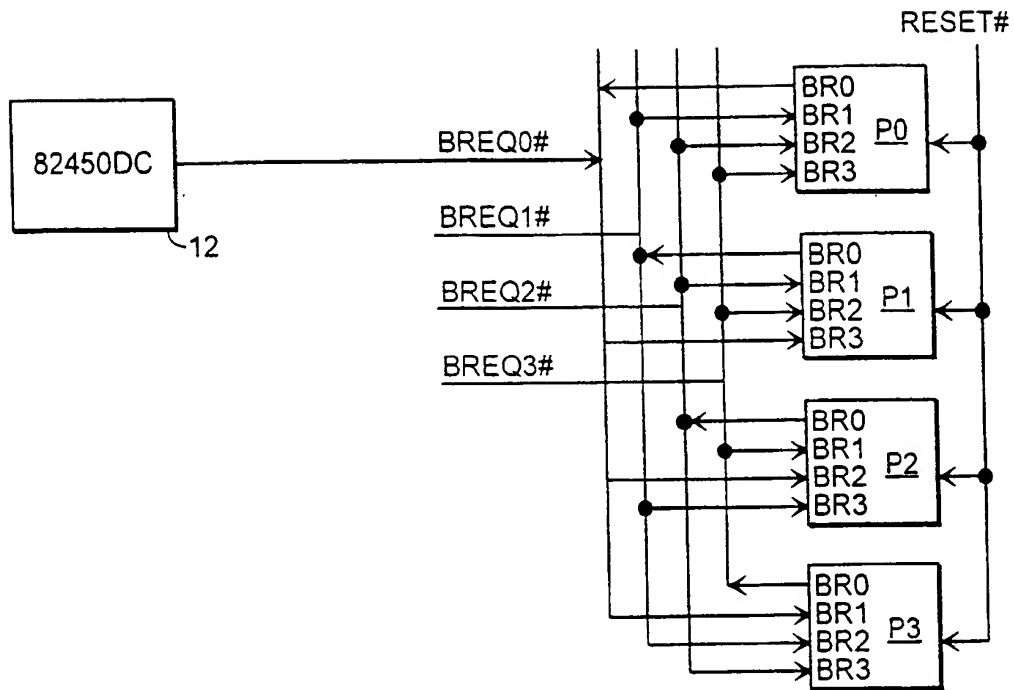 RESET#
82450DC
12
BREQ0#
BREQ1#
BREQ2#
BREQ3#
BR0
BR1
BR2
BR3
P0
BR0
BR1
BR2
BR3
P1
BR0
BR1
BR2
BR3
P2
BR0
BR1
BR2
BR3
P3